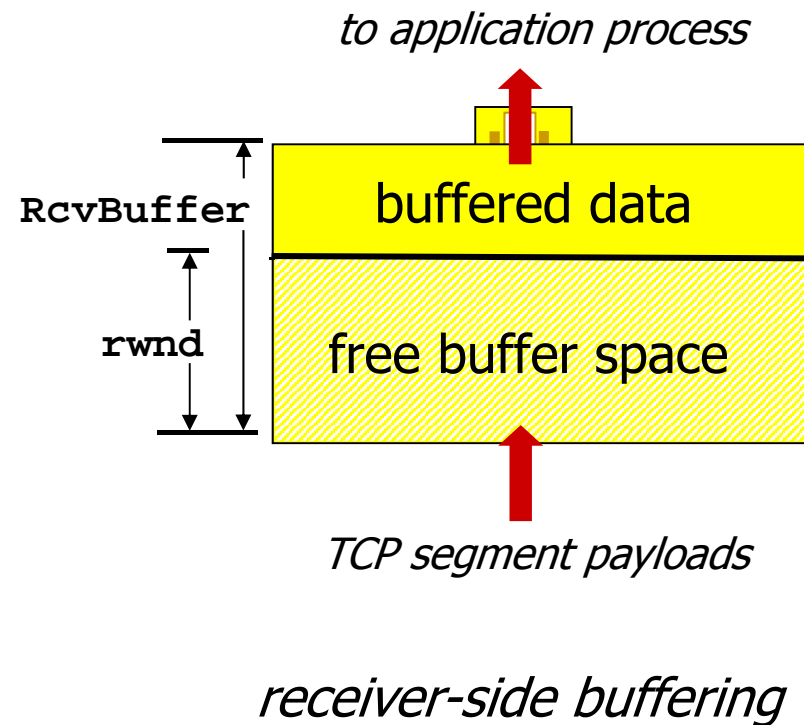 to application process
RcvBuffer
buffered data
rwnd
free buffer space
TCP segment payloads
receiver-side buffering